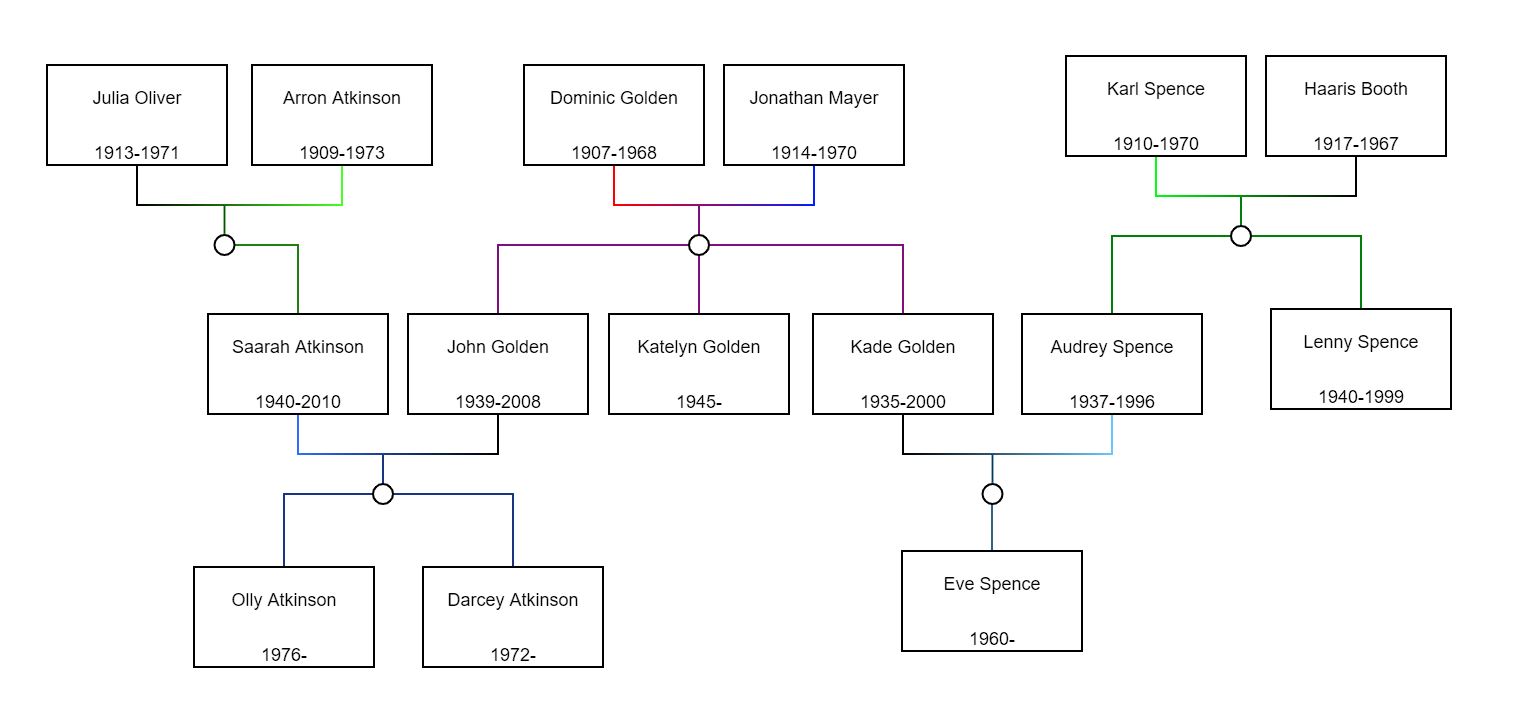 Julia Oliver
1913-1971
Arron Atkinson
1909-1973
Dominic Golden
1907-1968
Jonathan Mayer
1914-1970
Karl Spence
1910-1970
Haaris Booth
1917-1967
Saarah Atkinson
1940-2010
John Golden
1939-2008
Katelyn Golden
1945-
Kade Golden
1935-2000
Audrey Spence
1937-1996
Lenny Spence
1940-1999
Olly Atkinson
1976-
Darcey Atkinson
1972-
Eve Spence
1960-